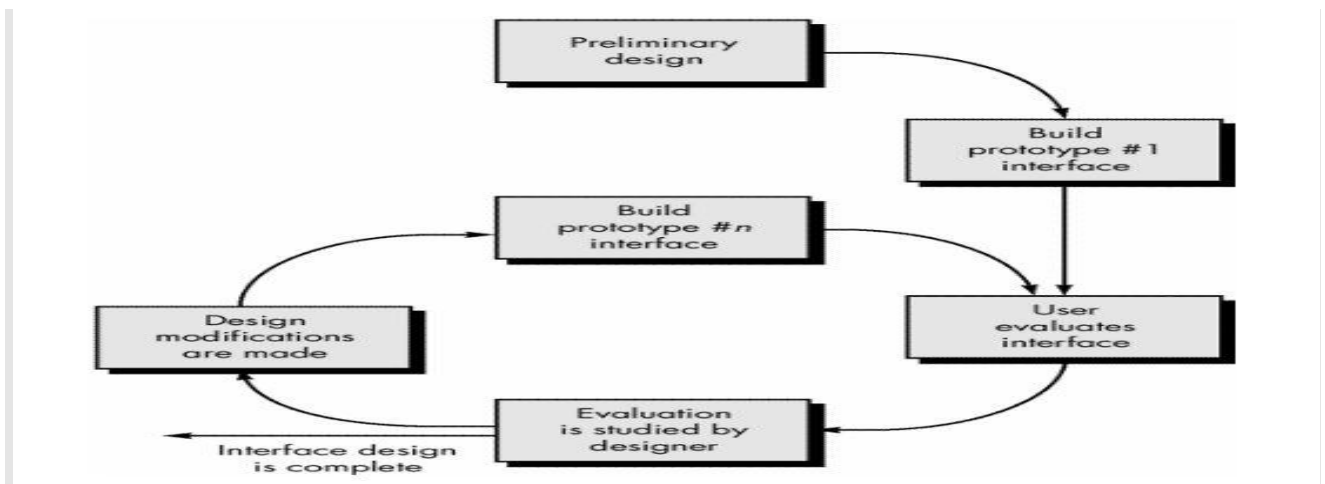 Preliminary
design
Build
prototype #1
interface
Build
prototype #n
interface
Design
modifications
are made
User
evaluates
interface
Evaluation
is studied by
designer
Interface design
is complete